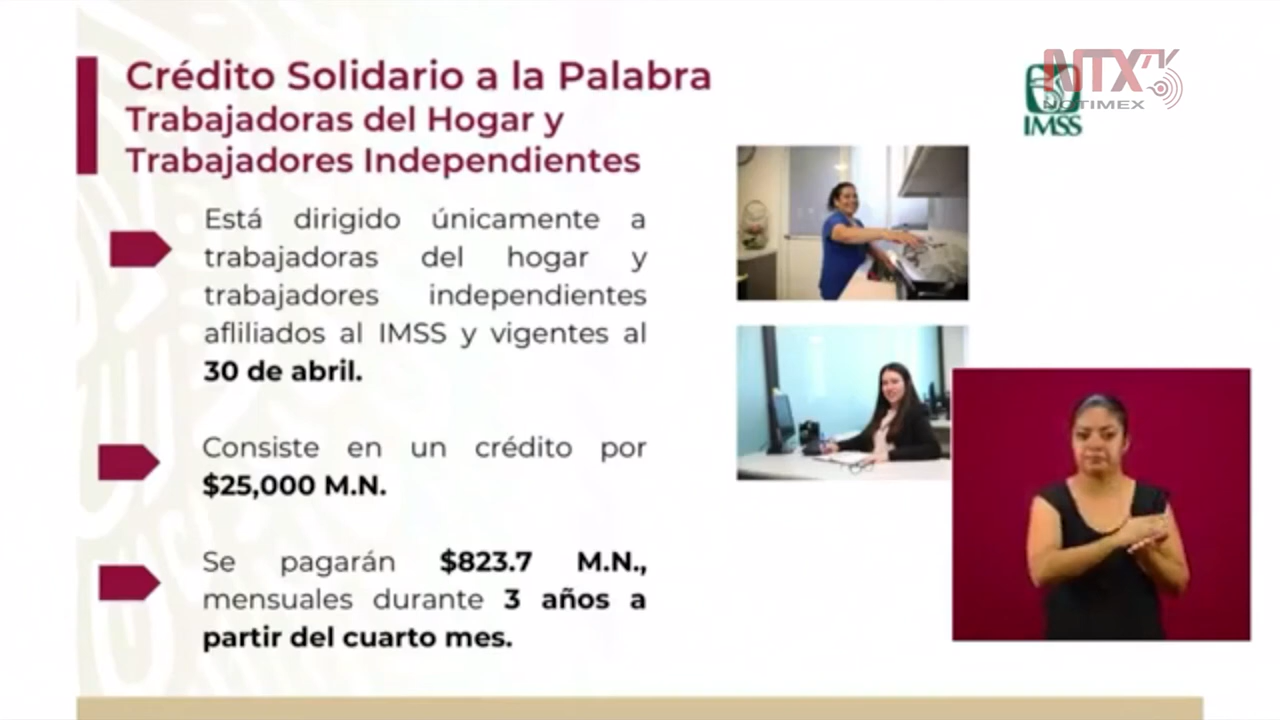 Crédito Solidario a la Palabra
Trabajadoras del Hogar y
Trabajadores Independientes
Está dirigido únicamente a
trabajadoras del hogar y
trabajadores independientes
afliliados al IMSS y vigentes al
30 de abril.
Consiste en un crédito por
$25,000 M.N.
Se pagarán $823.7 M.N.,
mensuales durante 3 años a
partir del cuarto mes.
NTX
NOTIMEX
IMSS